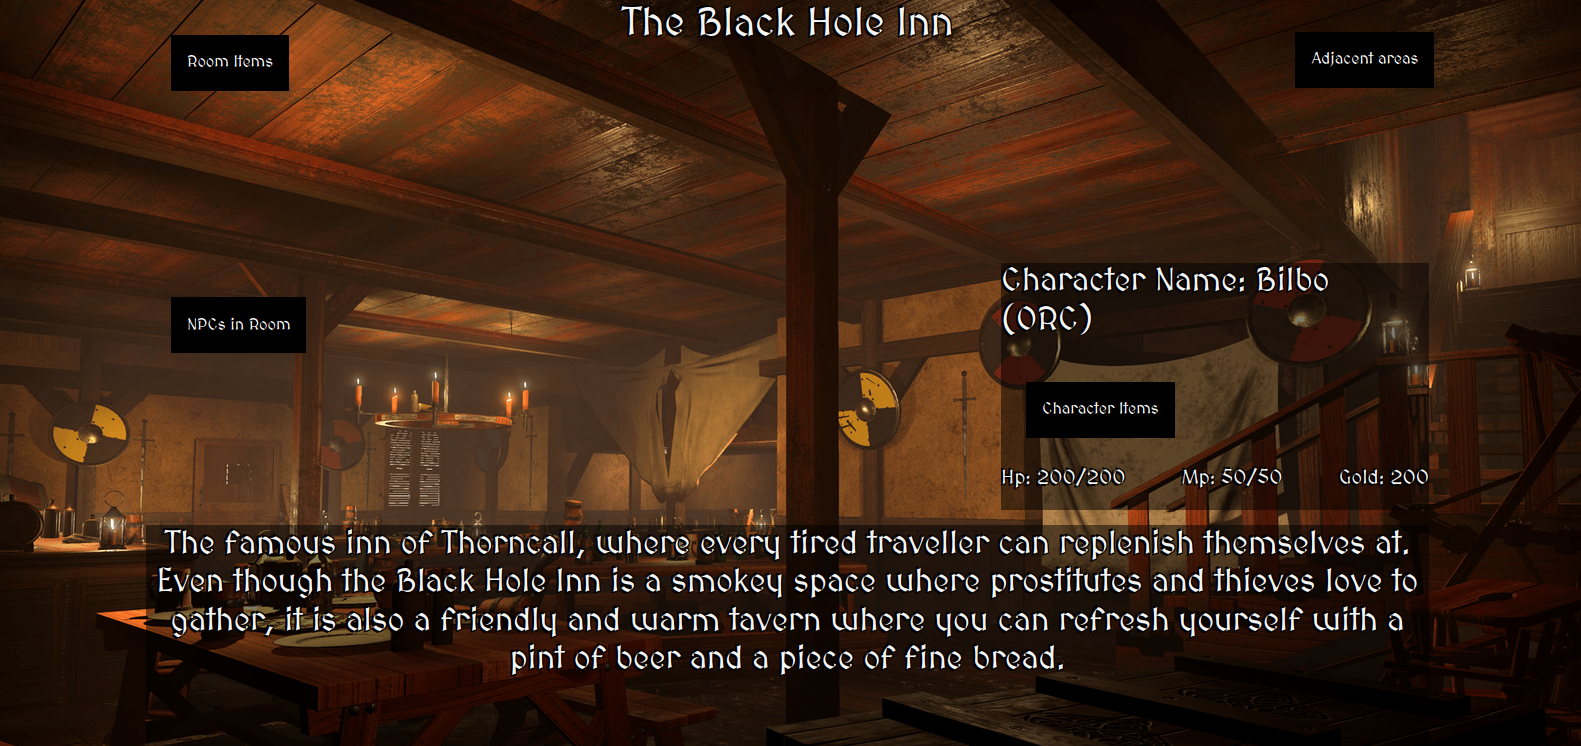 The Black Hole Inn
Room Items
Adjacent areas
NPCs in Room
Character Name: Bilbo
(ORC)
Character Items
Hp: 200/200 Mp: 50/50 Gold: 200
The famous inn of Thorncall, where every tired traveller can replenish themselves at.
Even though the Black Hole Inn is a smokey space where prostitutes and thieves love to
gather, it is also a friendly and warm tavern where you can refresh yourself with a
pint of beer and a piece of fine bread.